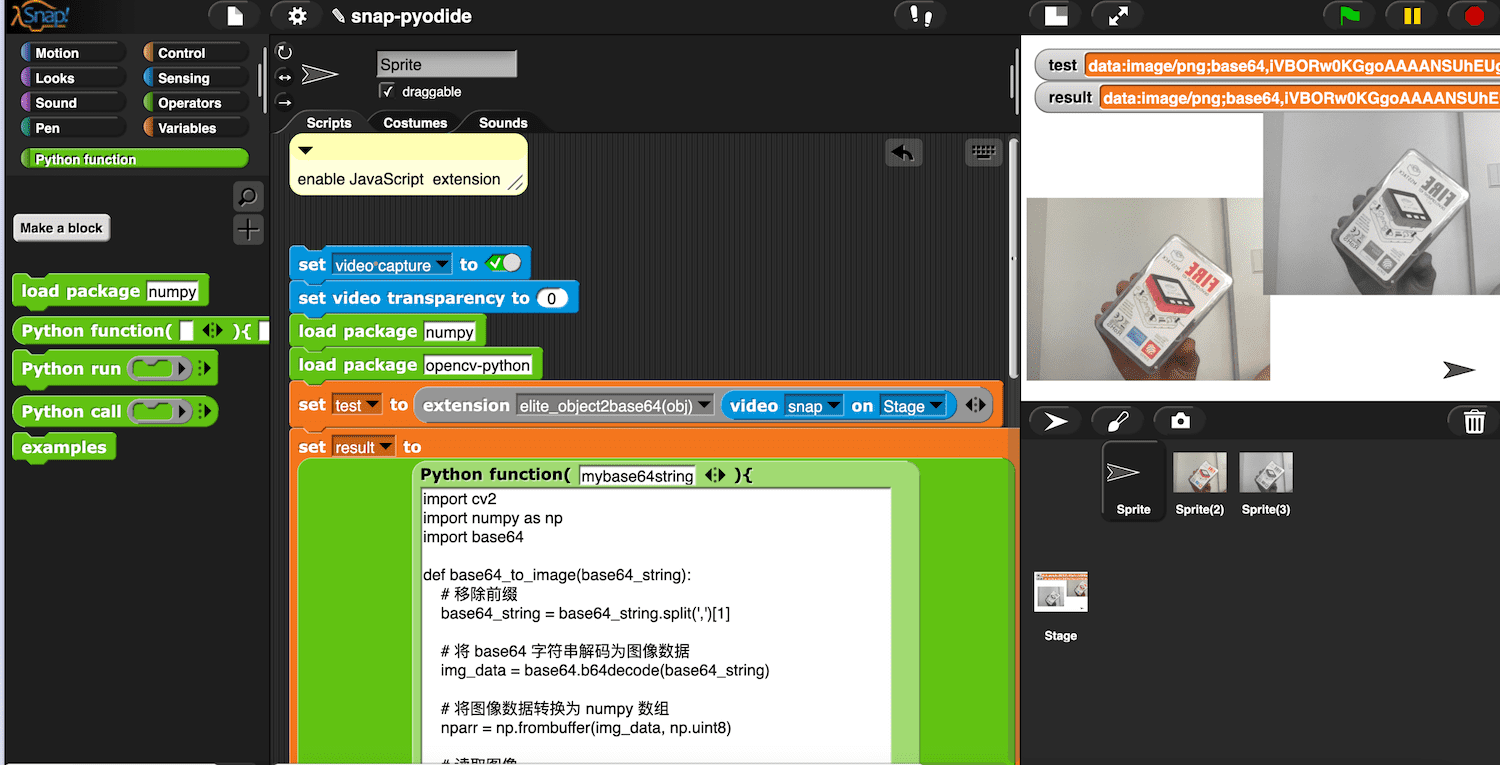 Snap!
snap-pyodide
Motion
Control
Looks
Sensing
Sound
Operators
Pen
Variables
Python function
Make a block
load package numpy
Python function( ){
Python run
Python call
examples
Sprite
draggable
Scripts
Costumes
Sounds
enable JavaScript extension
set video capture to
set video transparency to 0
load package numpy
load package opencv-python
set test to extension elite_object2base64(obj) video snap on Stage
set result to
Python function( mybase64string ){
import cv2
import numpy as np
import base64
def base64_to_image(base64_string):
# 移除前缀
base64_string = base64_string.split(',')[1]
# 将 base64 字符串解码为图像数据
img_data = base64.b64decode(base64_string)
# 将图像数据转换为 numpy 数组
nparr = np.frombuffer(img_data, np.uint8)
# 读取图像
test data:image/png;base64,iVBORw0KGgoAAAANSUhEUg
result data:image/png;base64,iVBORw0KGgoAAAANSUhE
FIRE
FIRE
Sprite
Sprite(2)
Sprite(3)
Stage